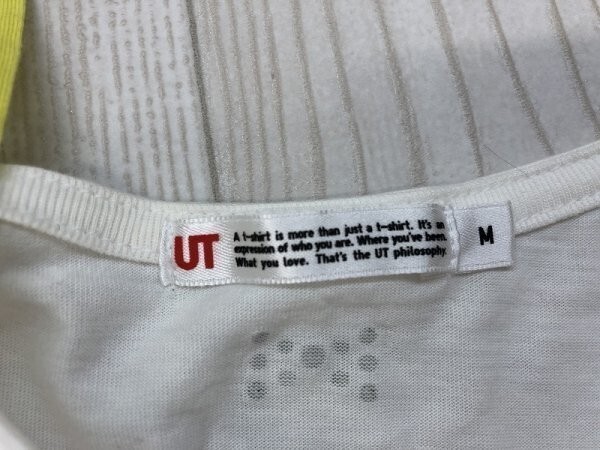 UT
A t-shirt is more than just a t-shirt. It's an
expression of who you are. Where you've been.
What you love. That's the UT philosophy.
M